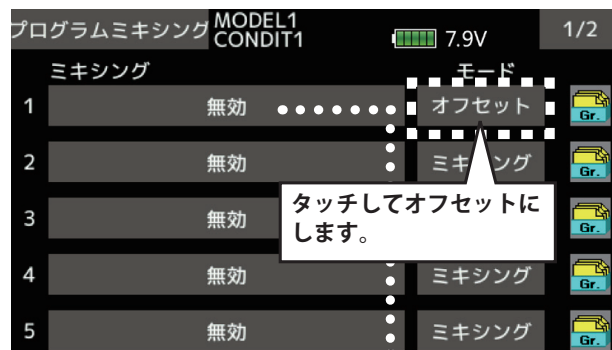 プログラムミキシング MODEL1 CONDIT1 7.9V 1/2
ミキシング モード
1 無効 オフセット Gr.
2 無効 ミキシング Gr.
タッチしてオフセットに
します。
3 無効 Gr.
4 無効 ミキシング Gr.
5 無効 ミキシング Gr.